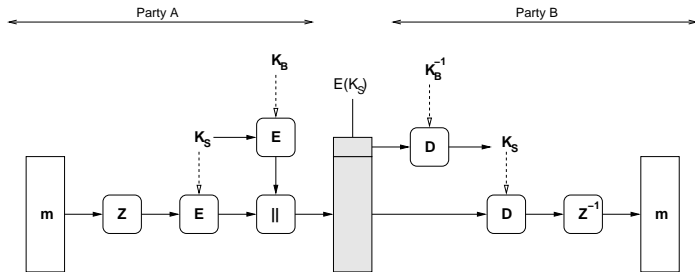 Party A
Party B
K_B
E(K_S)
K_B^{-1}
K_S
E
D
K_S
m
Z
E
||
D
Z^{-1}
m